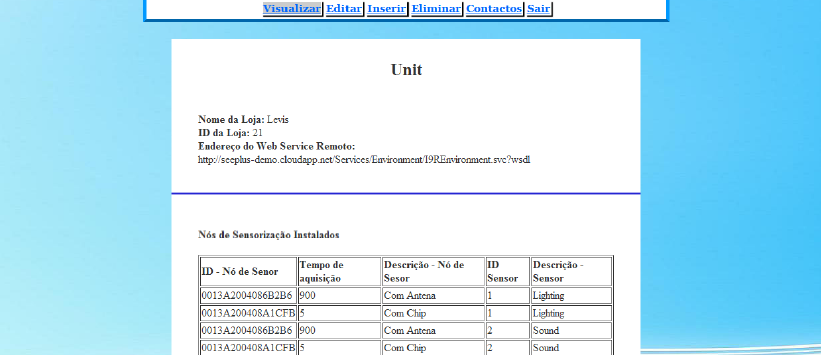 Visualizar Editar Inserir Eliminar Contactos Sair
Unit
Nome da Loja: Levis
ID da Loja: 21
Endereço do Web Service Remoto:
http://seeplus-demo.cloudapp.net/Services/Environment/I9REnvironment.svc?wsdl
Nós de Sensorização Instalados
ID - Nó de Senor Tempo de aquisição Descrição - Nó de Sesor ID Sensor Descrição - Sensor
0013A2004086B2B6 900 Com Antena 1 Lighting
0013A200408A1CFB 5 Com Chip 1 Lighting
0013A2004086B2B6 900 Com Antena 2 Sound
0013A200408A1CFB 5 Com Chip 2 Sound